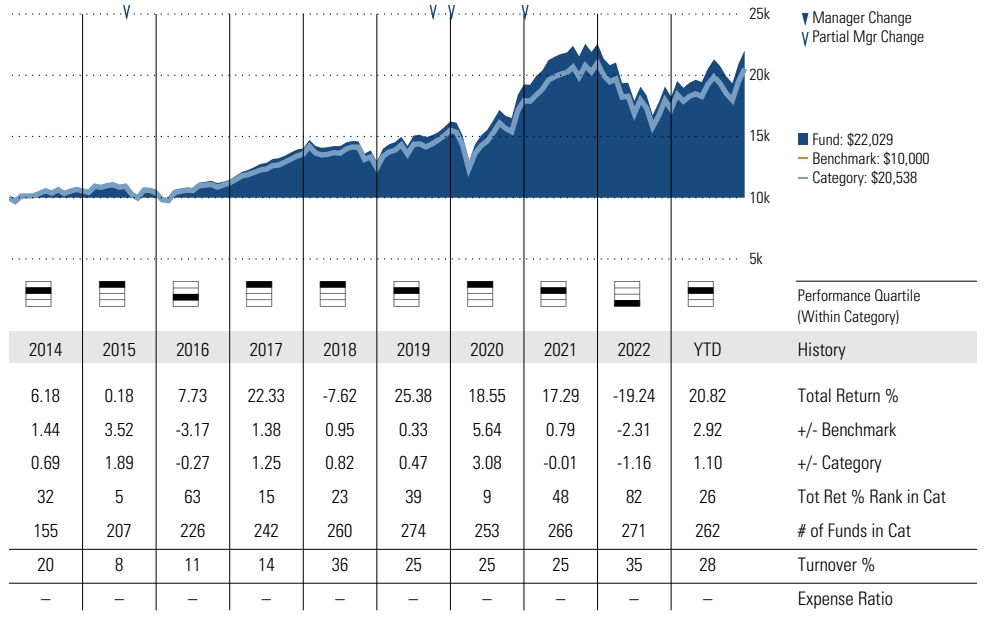 25k
20k
15k
10k
5k
Manager Change
Partial Mgr Change
Fund: $22,029
Benchmark: $10,000
Category: $20,538
Performance Quartile
(Within Category)
2014 2015 2016 2017 2018 2019 2020 2021 2022 YTD History
6.18 0.18 7.73 22.33 -7.62 25.38 18.55 17.29 -19.24 20.82 Total Return %
1.44 3.52 -3.17 1.38 0.95 0.33 5.64 0.79 -2.31 2.92 +/- Benchmark
0.69 1.89 -0.27 1.25 0.82 0.47 3.08 -0.01 -1.16 1.10 +/- Category
32 5 63 15 23 39 9 48 82 26 Tot Ret % Rank in Cat
155 207 226 242 260 274 253 266 271 262 # of Funds in Cat
20 8 11 14 36 25 25 25 35 28 Turnover %
– – – – – – – – – – Expense Ratio